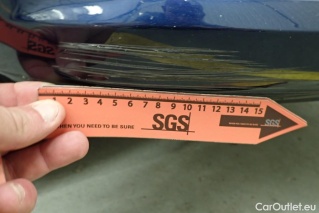 1 2 3 4 5 6 7 8 9 10 11 12 13 14 15
WHEN YOU NEED TO BE SURE SGS
SGS
CarOutlet.eu